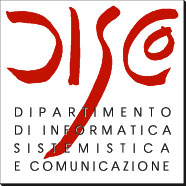 DISCO
DIPARTIMENTO
DI INFORMATICA
SISTEMISTICA
E COMUNICAZIONE